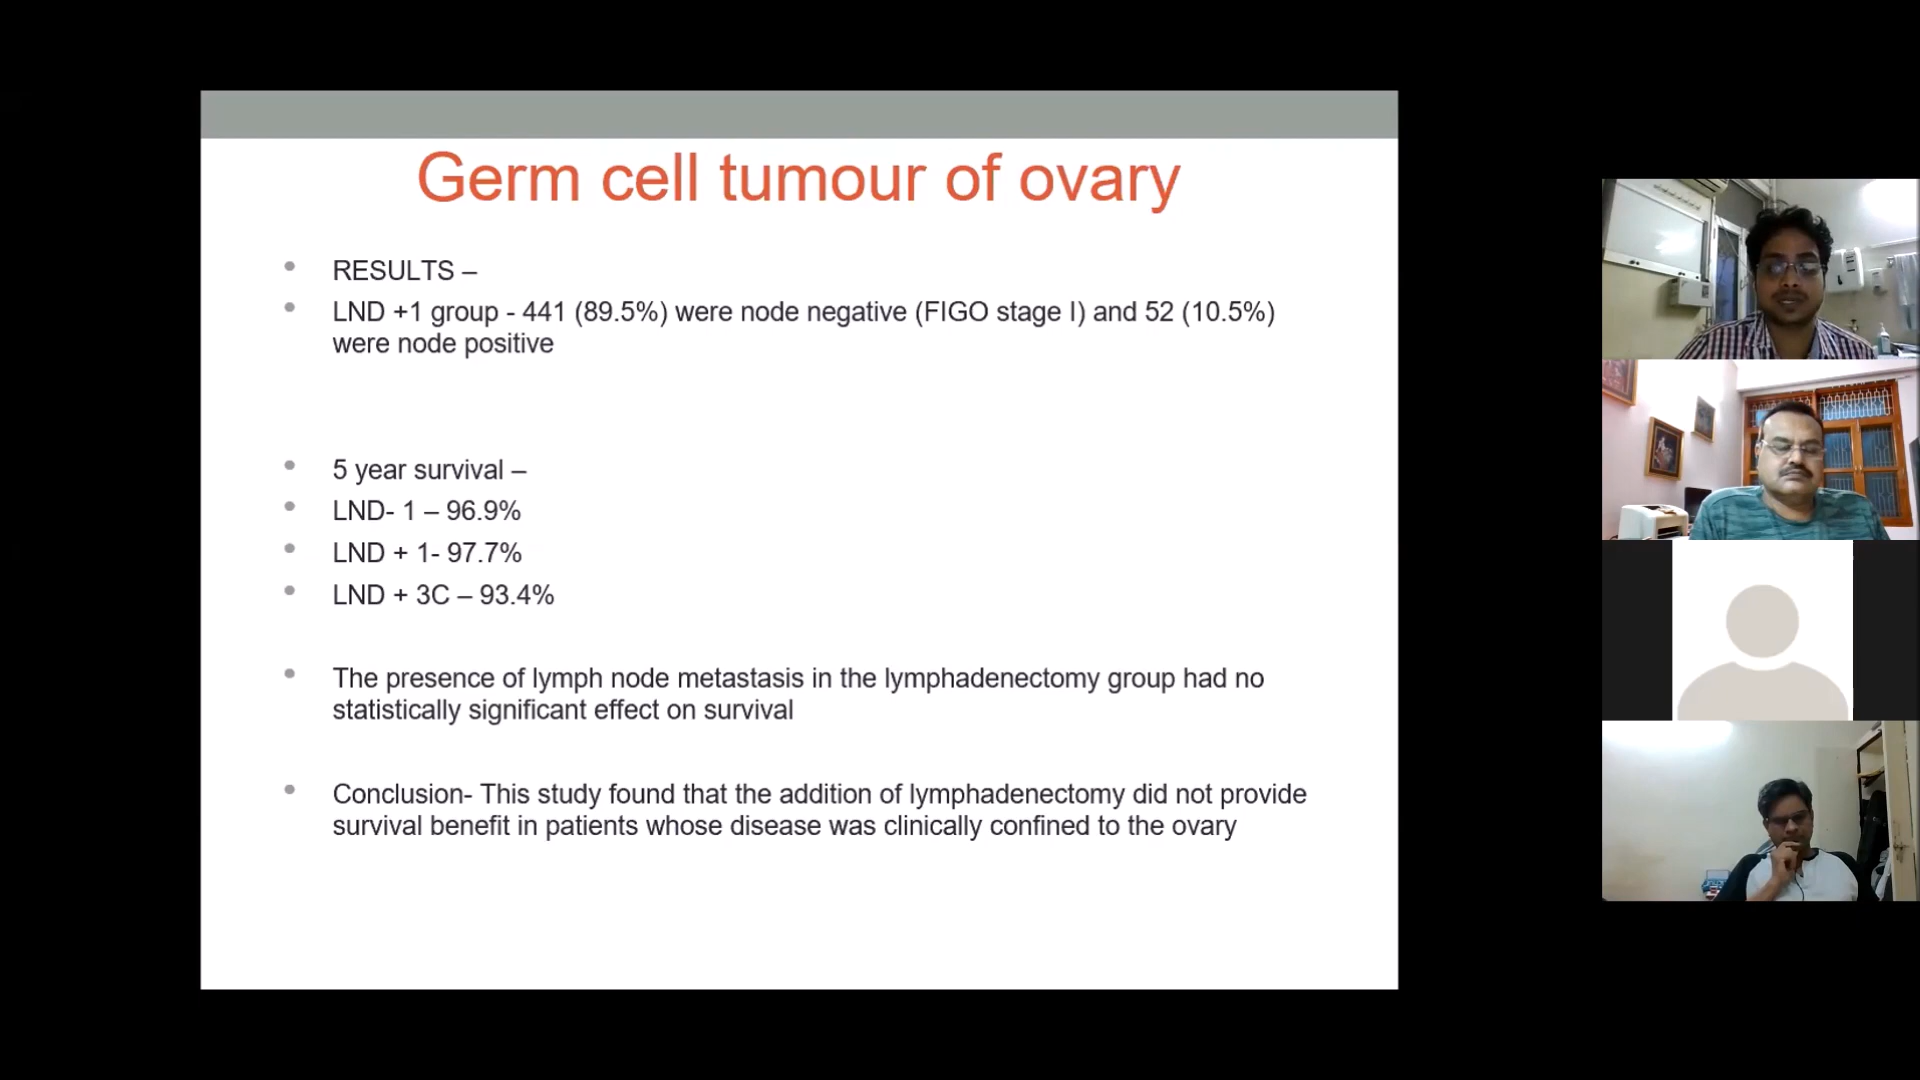 Germ cell tumour of ovary
• RESULTS –
• LND +1 group - 441 (89.5%) were node negative (FIGO stage I) and 52 (10.5%)
were node positive
• 5 year survival –
• LND- 1 – 96.9%
• LND + 1- 97.7%
• LND + 3C – 93.4%
• The presence of lymph node metastasis in the lymphadenectomy group had no
statistically significant effect on survival
• Conclusion- This study found that the addition of lymphadenectomy did not provide
survival benefit in patients whose disease was clinically confined to the ovary